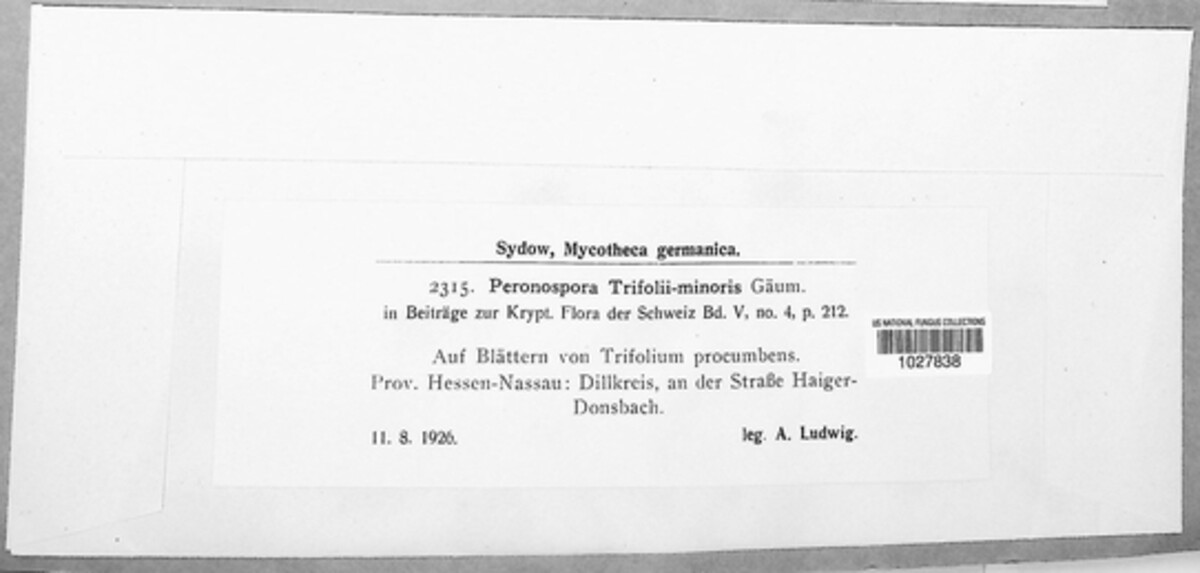 Sydow, Mycotheca germanica.
2315. Peronospora Trifolii-minoris Gäum.
in Beiträge zur Krypt. Flora der Schweiz Bd. V, no. 4, p. 212.
Auf Blättern von Trifolium procumbens.
Prov. Hessen-Nassau: Dillkreis, an der Straße Haiger-
Donsbach.
11. 8. 1926.
leg. A. Ludwig.
US NATIONAL FUNGUS COLLECTIONS
1027838